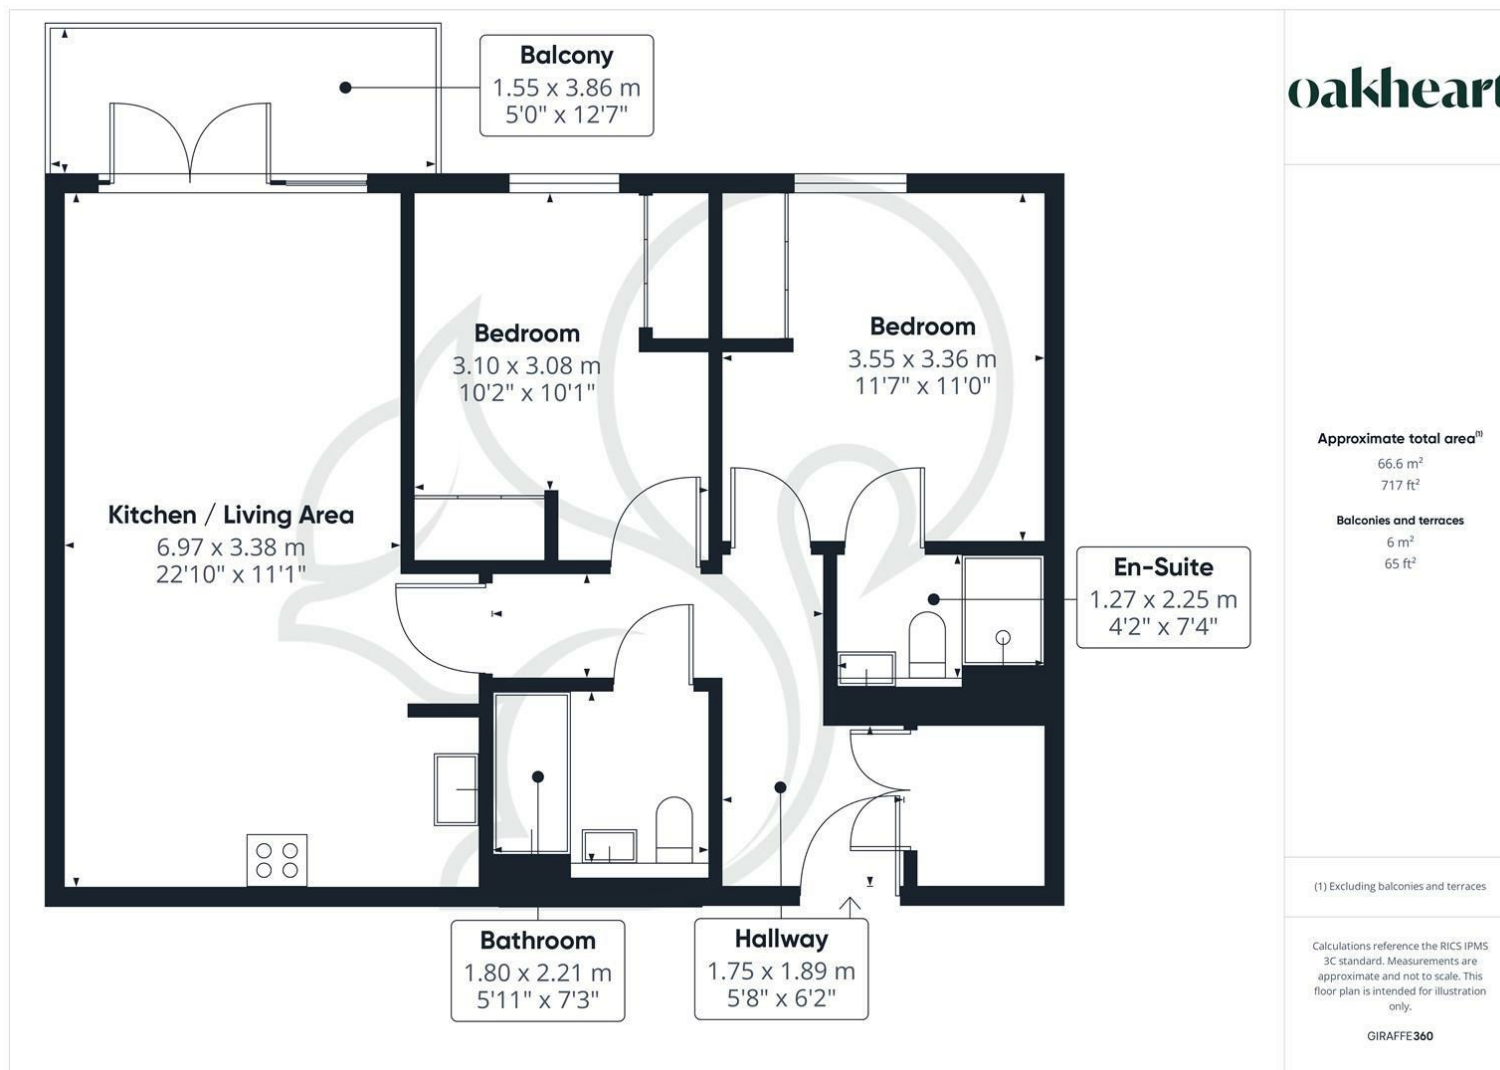 Balcony
1.55 x 3.86 m
5'0" x 12'7"
oakheart
Bedroom
3.10 x 3.08 m
10'2" x 10'1"
Bedroom
3.55 x 3.36 m
11'7" x 11'0"
Kitchen / Living Area
6.97 x 3.38 m
22'10" x 11'1"
En-Suite
1.27 x 2.25 m
4'2" x 7'4"
Bathroom
1.80 x 2.21 m
5'11" x 7'3"
Hallway
1.75 x 1.89 m
5'8" x 6'2"
Approximate total area(1)
66.6 m²
717 ft²
Balconies and terraces
6 m²
65 ft²
(1) Excluding balconies and terraces
Calculations reference the RICS IPMS
3C standard. Measurements are
approximate and not to scale. This
floor plan is intended for illustration
only.
GIRAFFE360